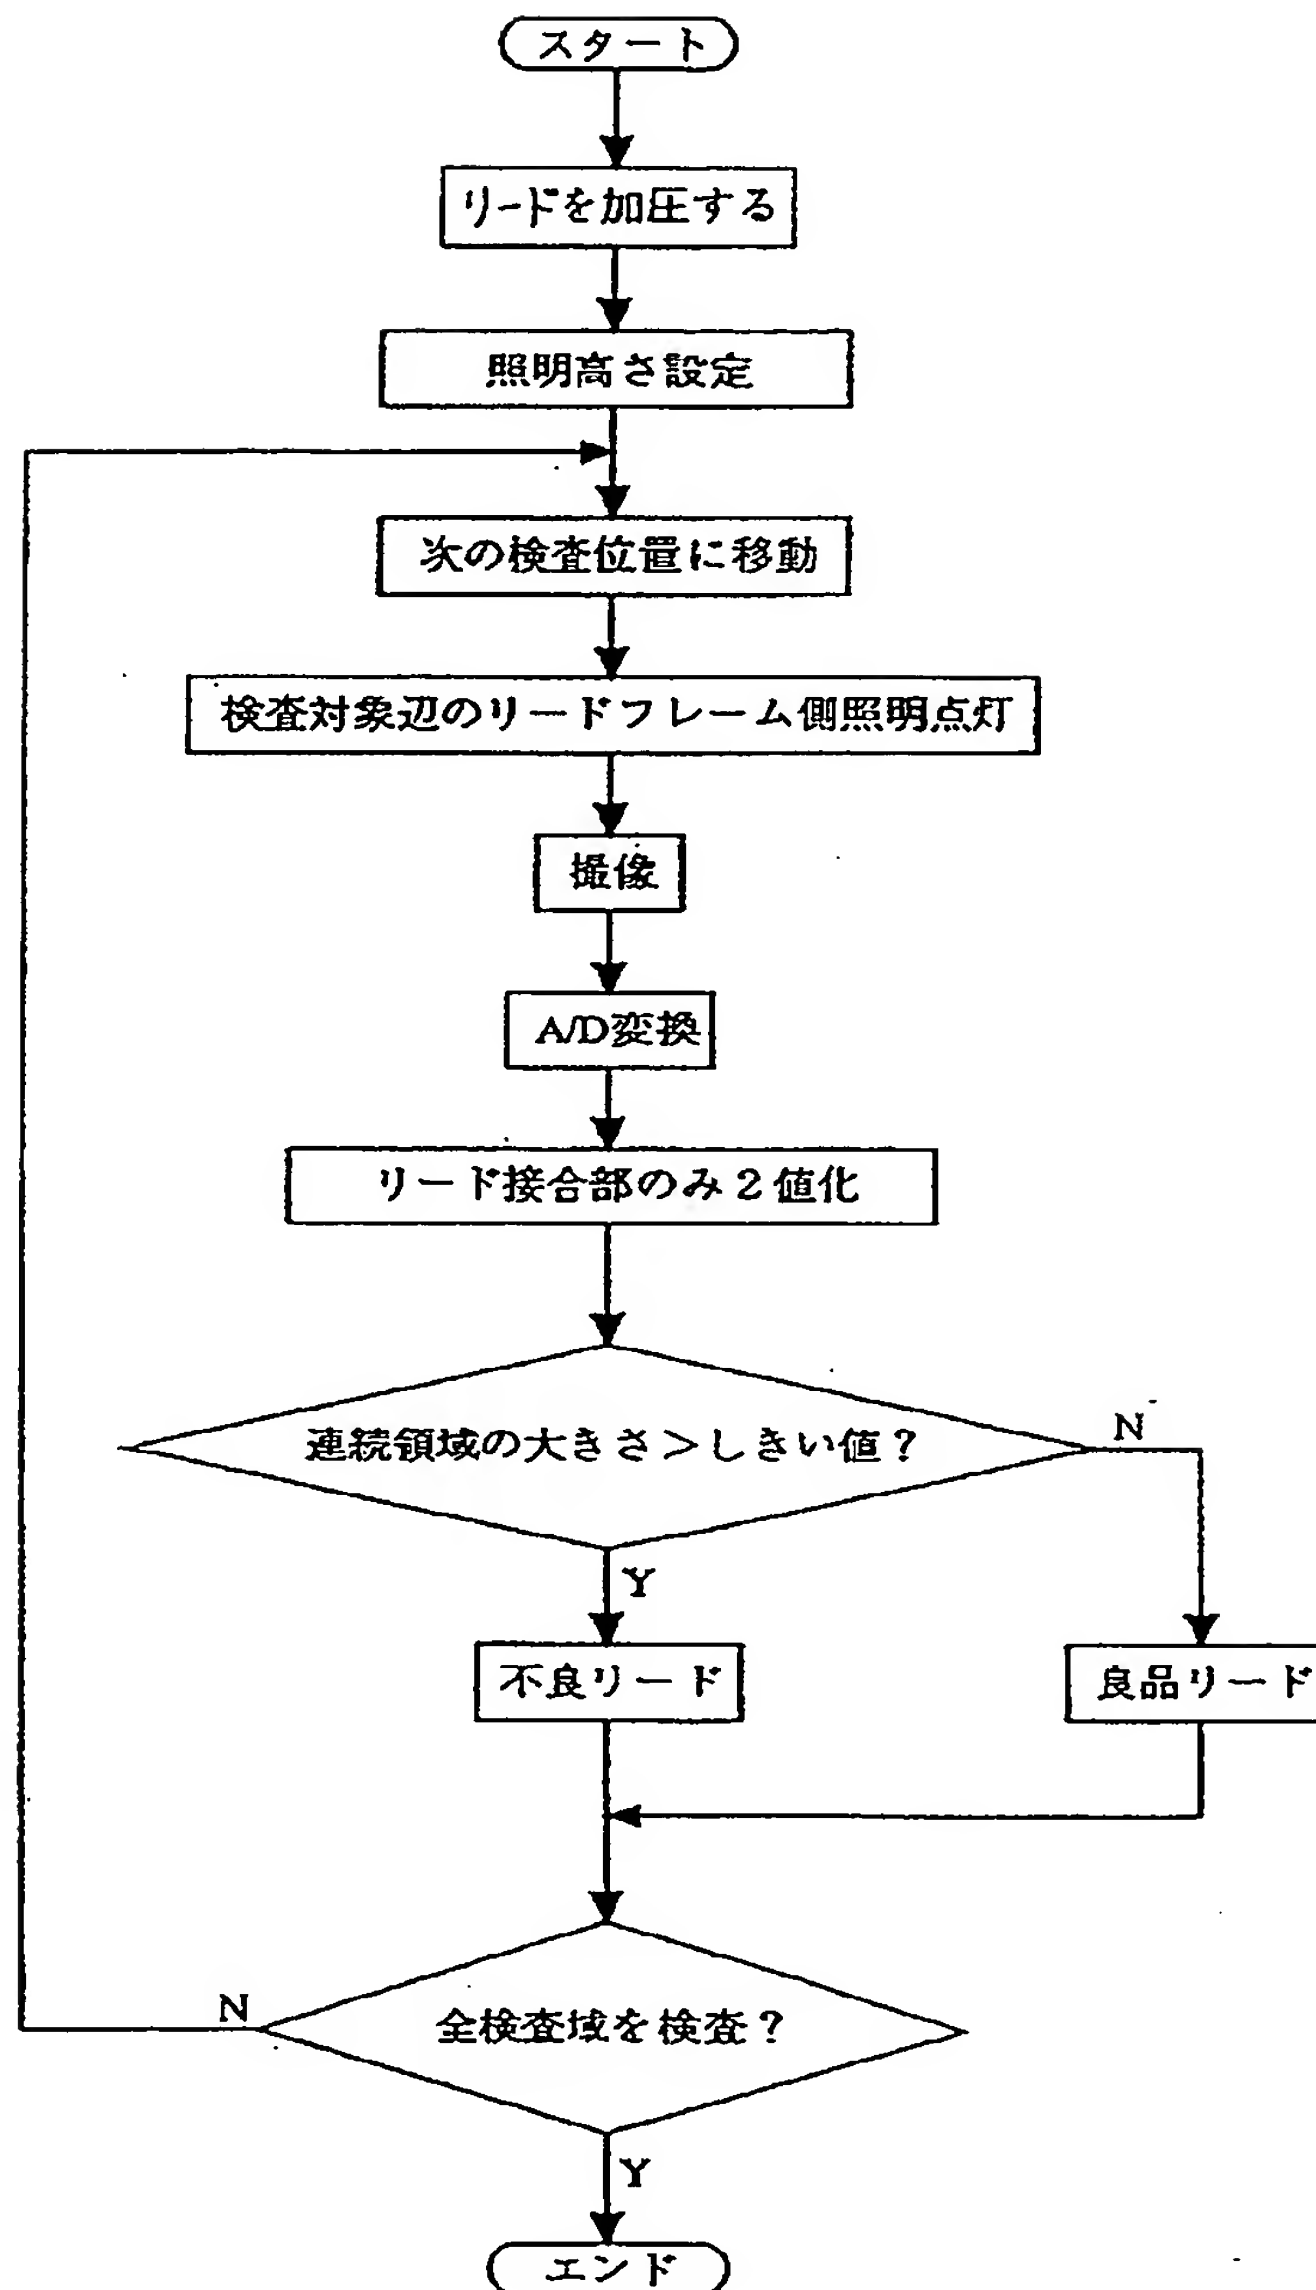 スタート
リードを加圧する
照明高さ設定
次の検査位置に移動
検査対象辺のリードフレーム側照明点灯
撮像
A/D変換
リード接合部のみ2値化
連続領域の大きさ>しきい値?
N
Y
不良リード
良品リード
全検査域を検査?
N
Y
エンド